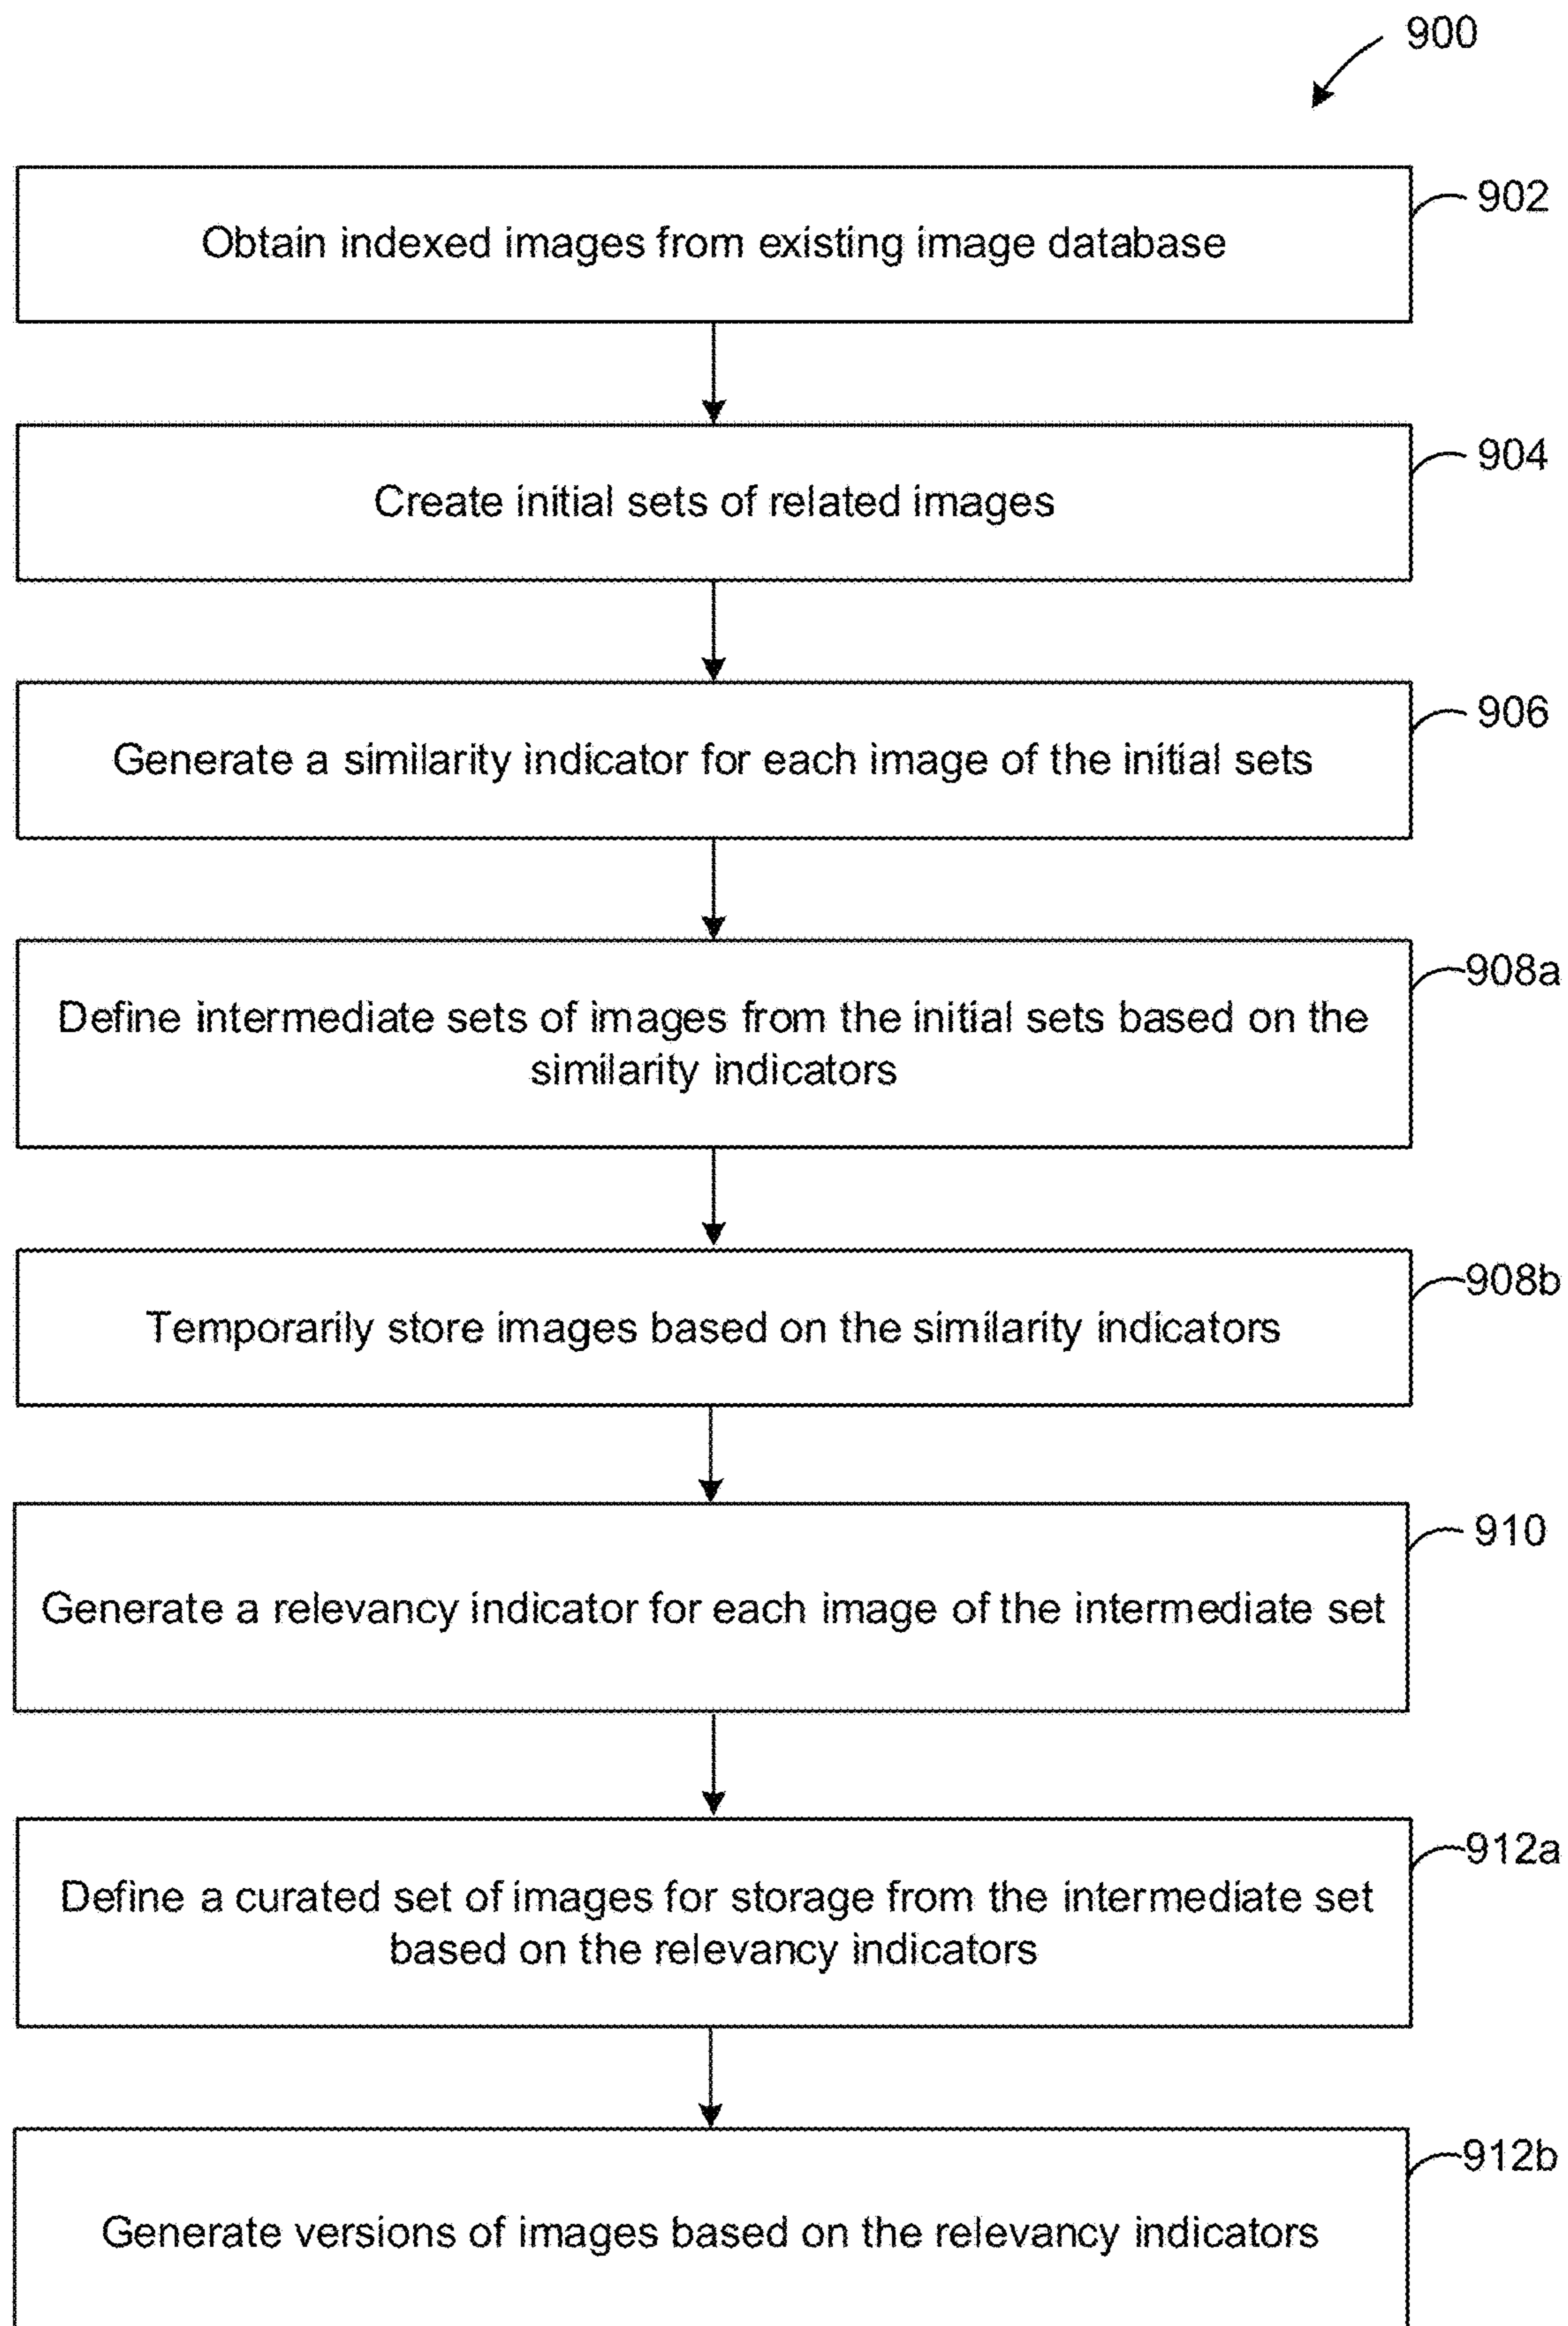 900
902
Obtain indexed images from existing image database
904
Create initial sets of related images
906
Generate a similarity indicator for each image of the initial sets
908a
Define intermediate sets of images from the initial sets based on the
similarity indicators
908b
Temporarily store images based on the similarity indicators
910
Generate a relevancy indicator for each image of the intermediate set
912a
Define a curated set of images for storage from the intermediate set
based on the relevancy indicators
912b
Generate versions of images based on the relevancy indicators